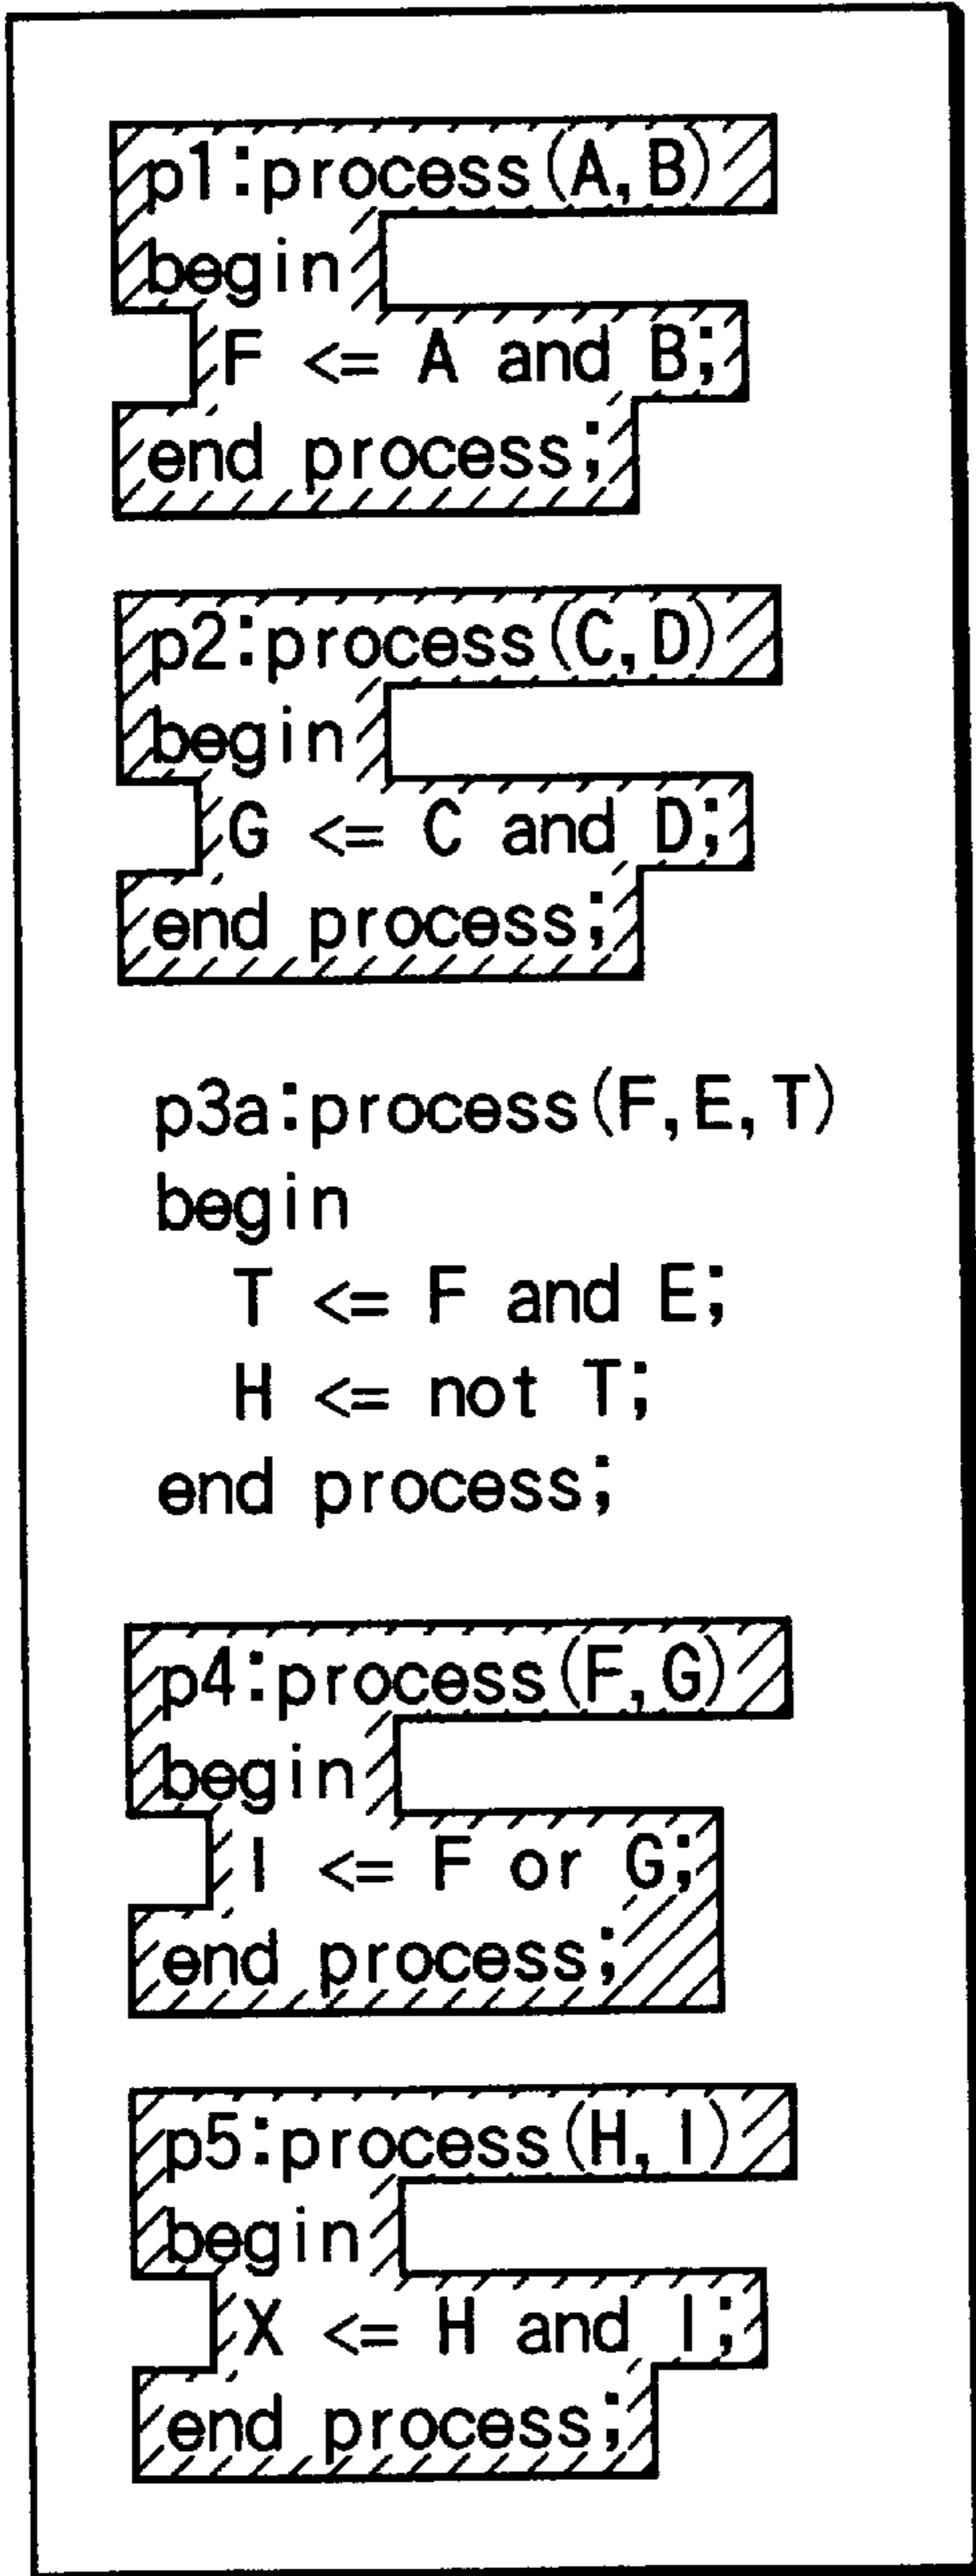 p1:process(A,B)
begin
F <= A and B;
end process;
p2:process(C,D)
begin
G <= C and D;
end process;
p3a:process(F,E,T)
begin
T <= F and E;
H <= not T;
end process;
p4:process(F,G)
begin
I <= F or G;
end process;
p5:process(H,I)
begin
X <= H and I;
end process;